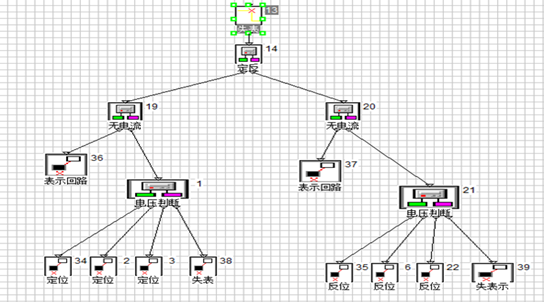 13
14
定反
19
20
无电流
无电流
36
37
表示回路
1
表示回路
21
电压判断
电压判断
34
2
3
38
35
6
22
39
定位
定位
定位
失表
反位
反位
反位
失表示